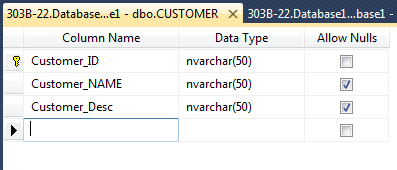 303B-22.Database...e1 - dbo.CUSTOMER × 303B-22.Database1...base1 -
Column Name Data Type Allow Nulls
Customer_ID nvarchar(50)
Customer_NAME nvarchar(50)
Customer_Desc nvarchar(50)